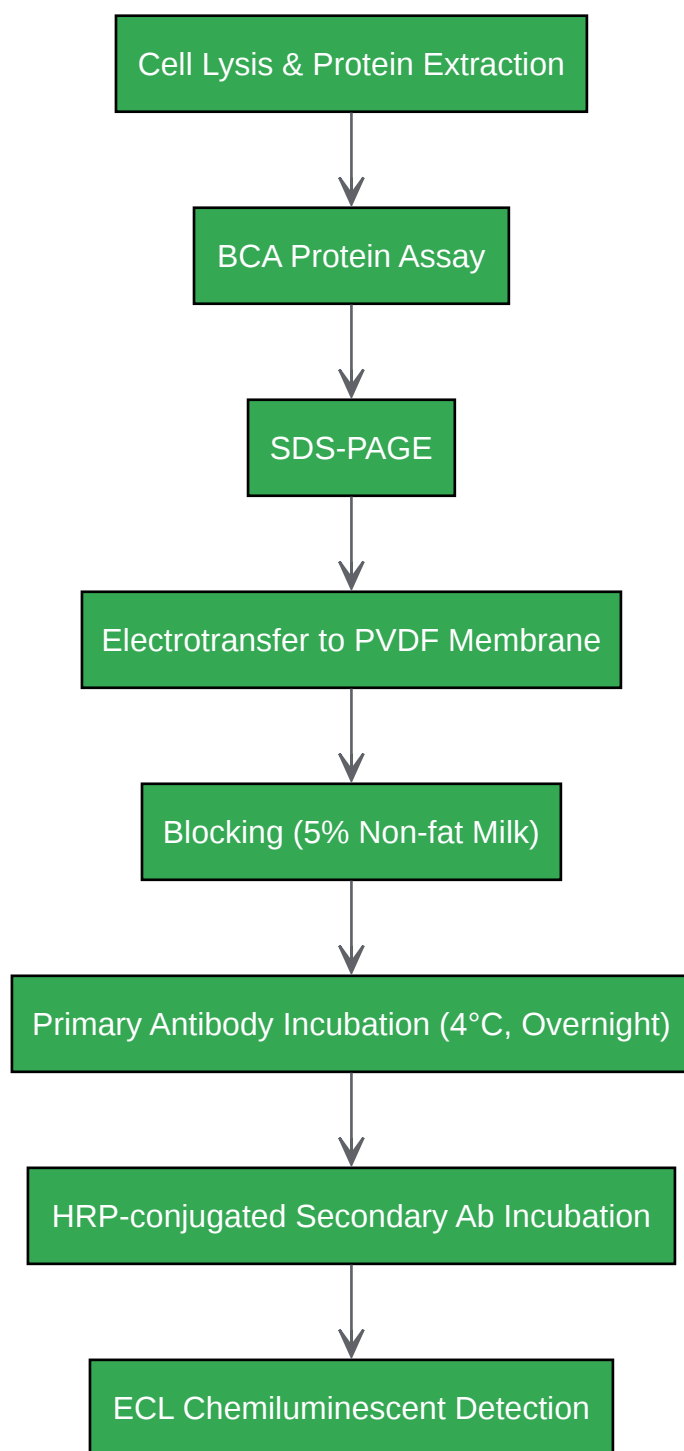 Cell Lysis & Protein Extraction
BCA Protein Assay
SDS-PAGE
Electrotransfer to PVDF Membrane
Blocking (5% Non-fat Milk)
Primary Antibody Incubation (4°C, Overnight)
HRP-conjugated Secondary Ab Incubation
ECL Chemiluminescent Detection